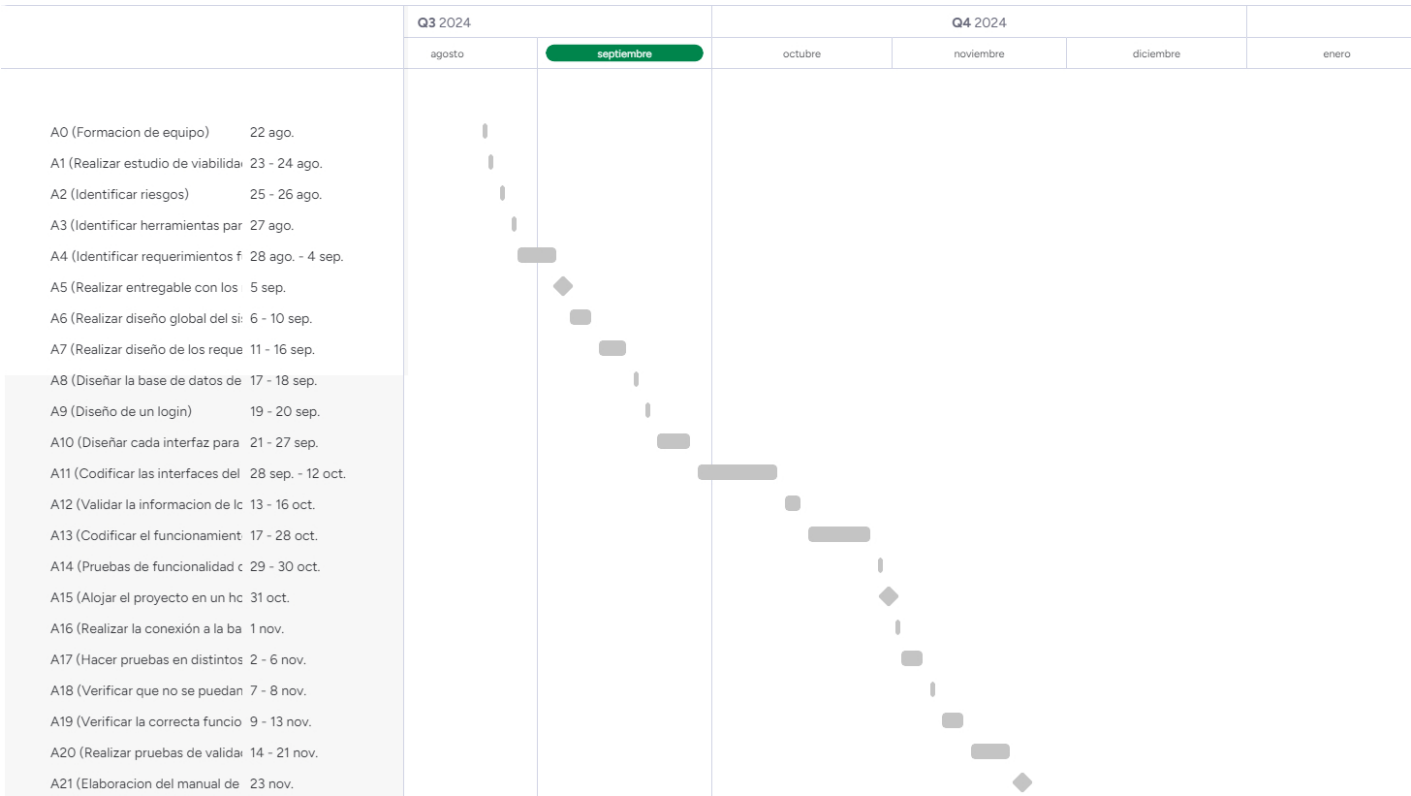 Q3 2024 Q4 2024
agosto septiembre octubre noviembre diciembre enero
A0 (Formacion de equipo) 22 ago.
A1 (Realizar estudio de viabilida 23 - 24 ago.
A2 (Identificar riesgos) 25 - 26 ago.
A3 (Identificar herramientas par 27 ago.
A4 (Identificar requerimientos f 28 ago. - 4 sep.
A5 (Realizar entregable con los 5 sep.
A6 (Realizar diseño global del si 6 - 10 sep.
A7 (Realizar diseño de los reque 11 - 16 sep.
A8 (Diseñar la base de datos de 17 - 18 sep.
A9 (Diseño de un login) 19 - 20 sep.
A10 (Diseñar cada interfaz para 21 - 27 sep.
A11 (Codificar las interfaces del 28 sep. - 12 oct.
A12 (Validar la informacion de lo 13 - 16 oct.
A13 (Codificar el funcionamient 17 - 28 oct.
A14 (Pruebas de funcionalidad 29 - 30 oct.
A15 (Alojar el proyecto en un ho 31 oct.
A16 (Realizar la conexión a la ba 1 nov.
A17 (Hacer pruebas en distintos 2 - 6 nov.
A18 (Verificar que no se puedan 7 - 8 nov.
A19 (Verificar la correcta funcio 9 - 13 nov.
A20 (Realizar pruebas de valida 14 - 21 nov.
A21 (Elaboracion del manual de 23 nov.